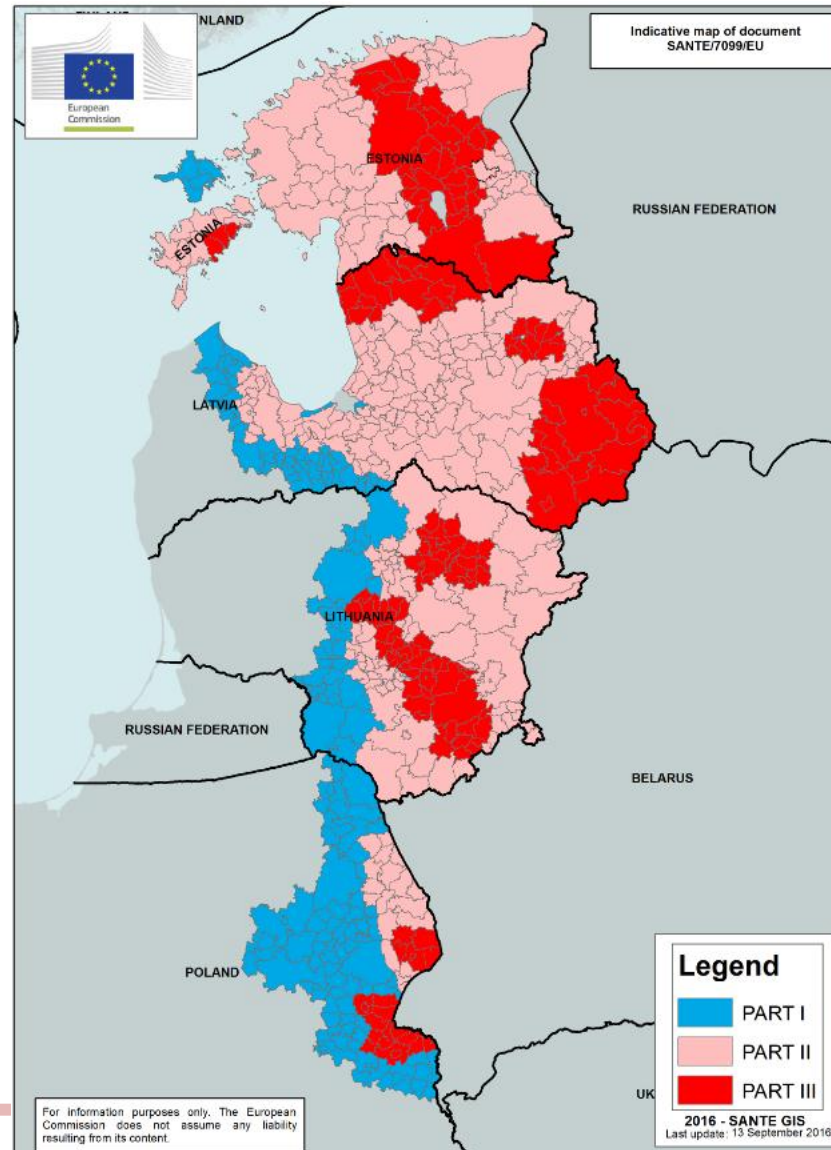 NLAND
Indicative map of document
SANTE/7099/EU
European
Commission
ESTONIA
RUSSIAN FEDERATION
ESTONIA
LATVIA
LITHUANIA
RUSSIAN FEDERATION
BELARUS
POLAND
Legend
PART I
PART II
PART III
UK
2016 - SANTE GIS
Last update: 13 September 2016
For information purposes only. The European
Commission does not assume any liability
resulting from its content.